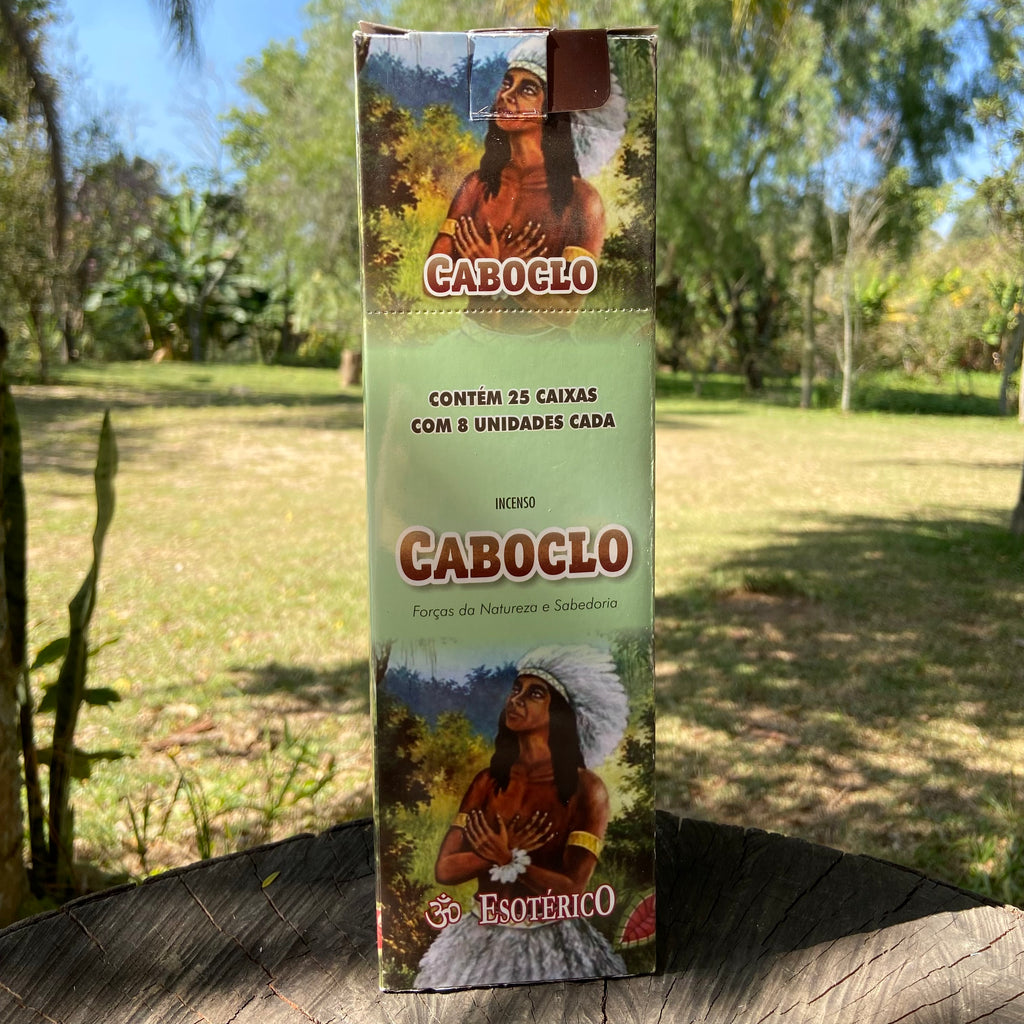 CABOCLO
CONTÉM 25 CAIXAS
COM 8 UNIDADES CADA
INCENSO
CABOCLO
Forças da Natureza e Sabedoria
ॐ ESOTÉRICO